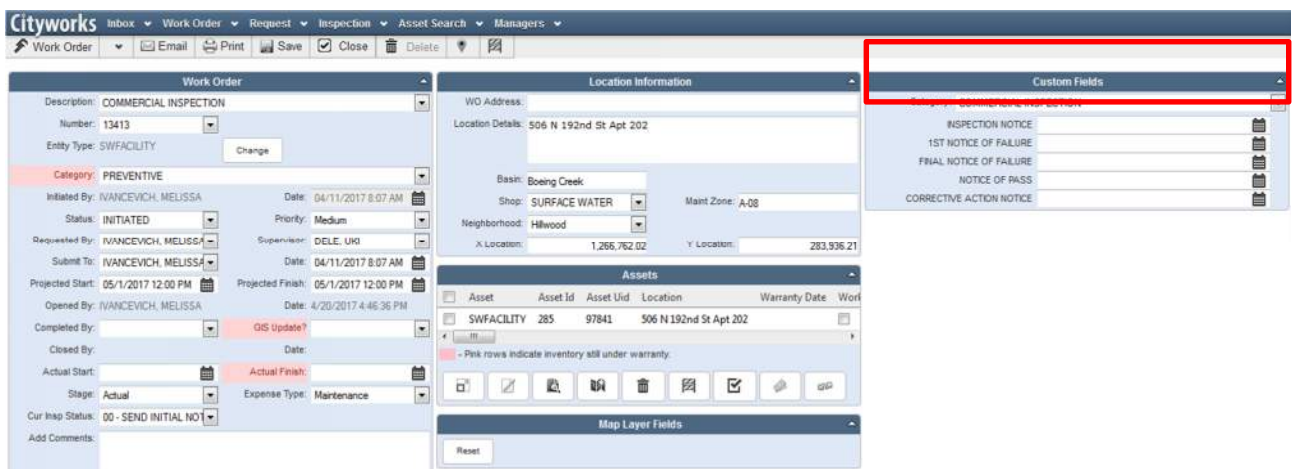 Cityworks Inbox Work Order Request Inspection Asset Search Managers
Work Order Email Print Save Close Delete
Work Order
Description: COMMERCIAL INSPECTION
Number: 13413
Entity Type: SWFACILITY Change
Category: PREVENTIVE
Initiated By: IVANCEVICH, MELISSA Date: 04/11/2017 8:07 AM
Status: INITIATED Priority: Medium
Requested By: IVANCEVICH, MELISSA Supervisor: DELE, UKI
Submit To: IVANCEVICH, MELISSA Date: 04/11/2017 8:07 AM
Projected Start: 05/1/2017 12:00 PM Projected Finish: 05/1/2017 12:00 PM
Opened By: IVANCEVICH, MELISSA Date: 4/20/2017 4:46:36 PM
Completed By: GIS Update?
Closed By: Date:
Actual Start: Actual Finish:
Stage: Actual Expense Type: Maintenance
Cur Insp Status: 00 - SEND INITIAL NOT
Add Comments:
Location Information
WO Address:
Location Details: 506 N 192nd St Apt 202
Basin: Boeing Creek
Shop: SURFACE WATER Maint Zone: A-08
Neighborhood: Hillwood
X Location: 1,266,762.02 Y Location: 283,936.21
Assets
Asset Asset Id Asset Uid Location Warranty Date Worl
SWFACILITY 285 97841 506 N 192nd St Apt 202
- Pink rows indicate inventory still under warranty.
Map Layer Fields
Reset
Custom Fields
Category: COMMERCIAL INSPECTION
INSPECTION NOTICE
1ST NOTICE OF FAILURE
FINAL NOTICE OF FAILURE
NOTICE OF PASS
CORRECTIVE ACTION NOTICE